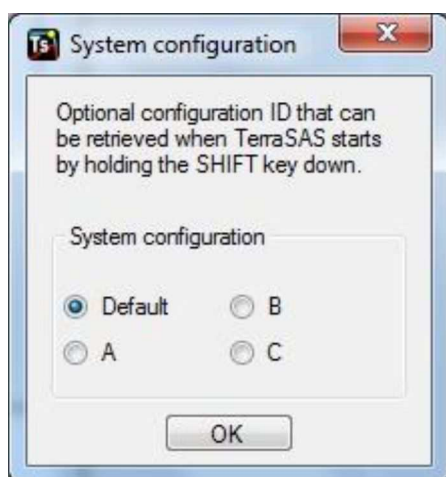 Ts System configuration
Optional configuration ID that can
be retrieved when TerraSAS starts
by holding the SHIFT key down.
System configuration
Default B
A C
OK